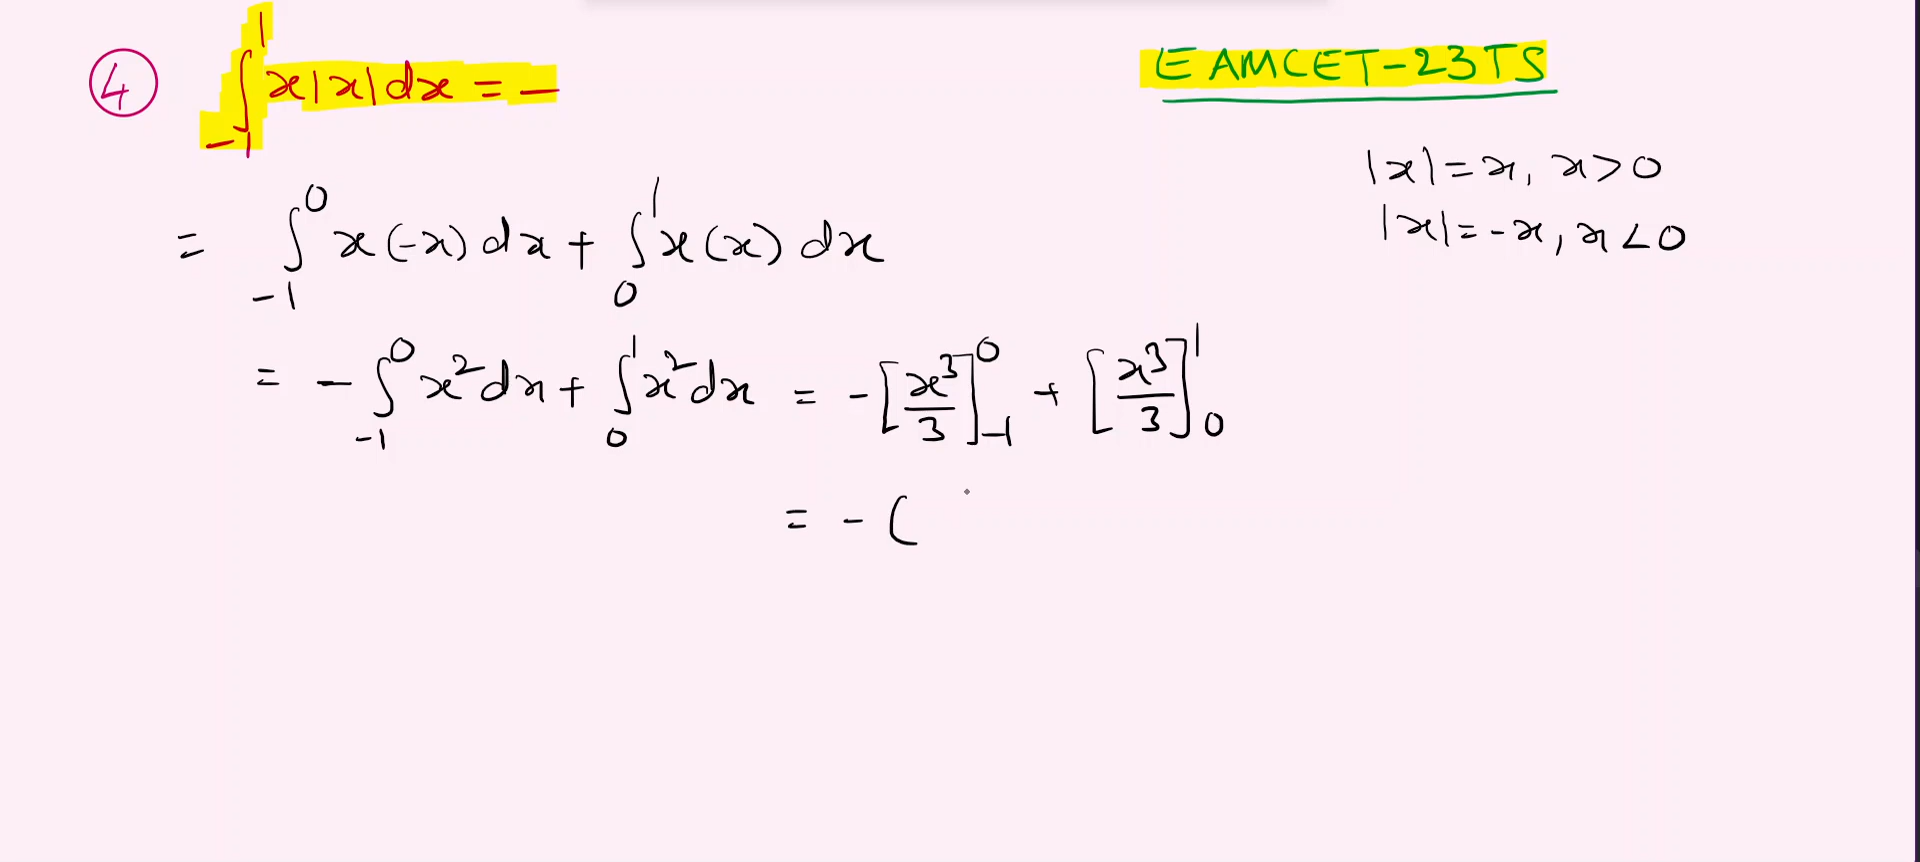 ④ ∫₋₁¹ x|x| dx = —
EAMCET-23TS
|x| = x, x > 0
|x| = -x, x < 0
= ∫₋₁⁰ x(-x) dx + ∫₀¹ x(x) dx
= - ∫₋₁⁰ x² dx + ∫₀¹ x² dx = - [x³/3]₋₁⁰ + [x³/3]₀¹
= - (